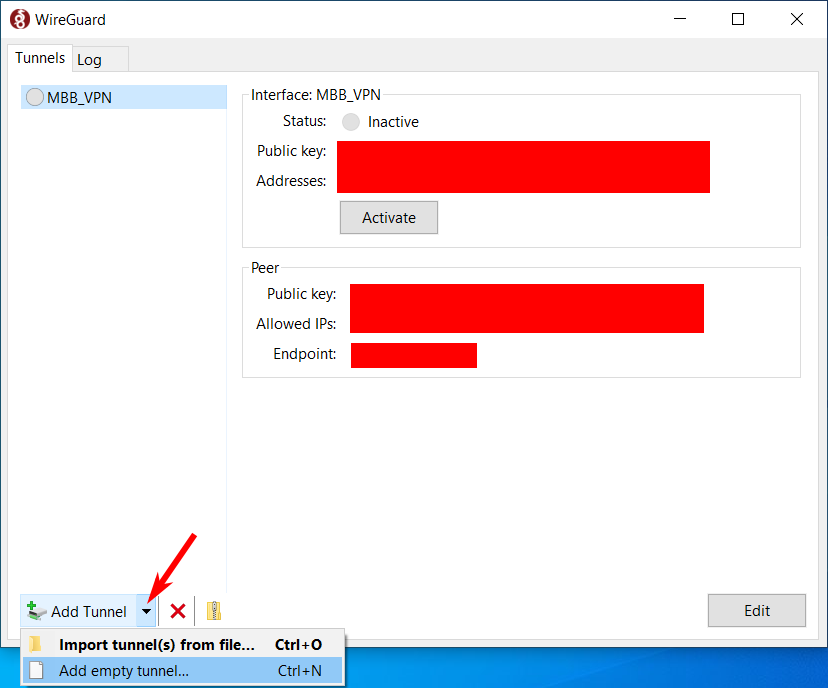 WireGuard
Tunnels
Log
MBB_VPN
Interface: MBB_VPN
Status: Inactive
Public key:
Addresses:
Activate
Peer
Public key:
Allowed IPs:
Endpoint:
Add Tunnel
Edit
Import tunnel(s) from file... Ctrl+O
Add empty tunnel... Ctrl+N